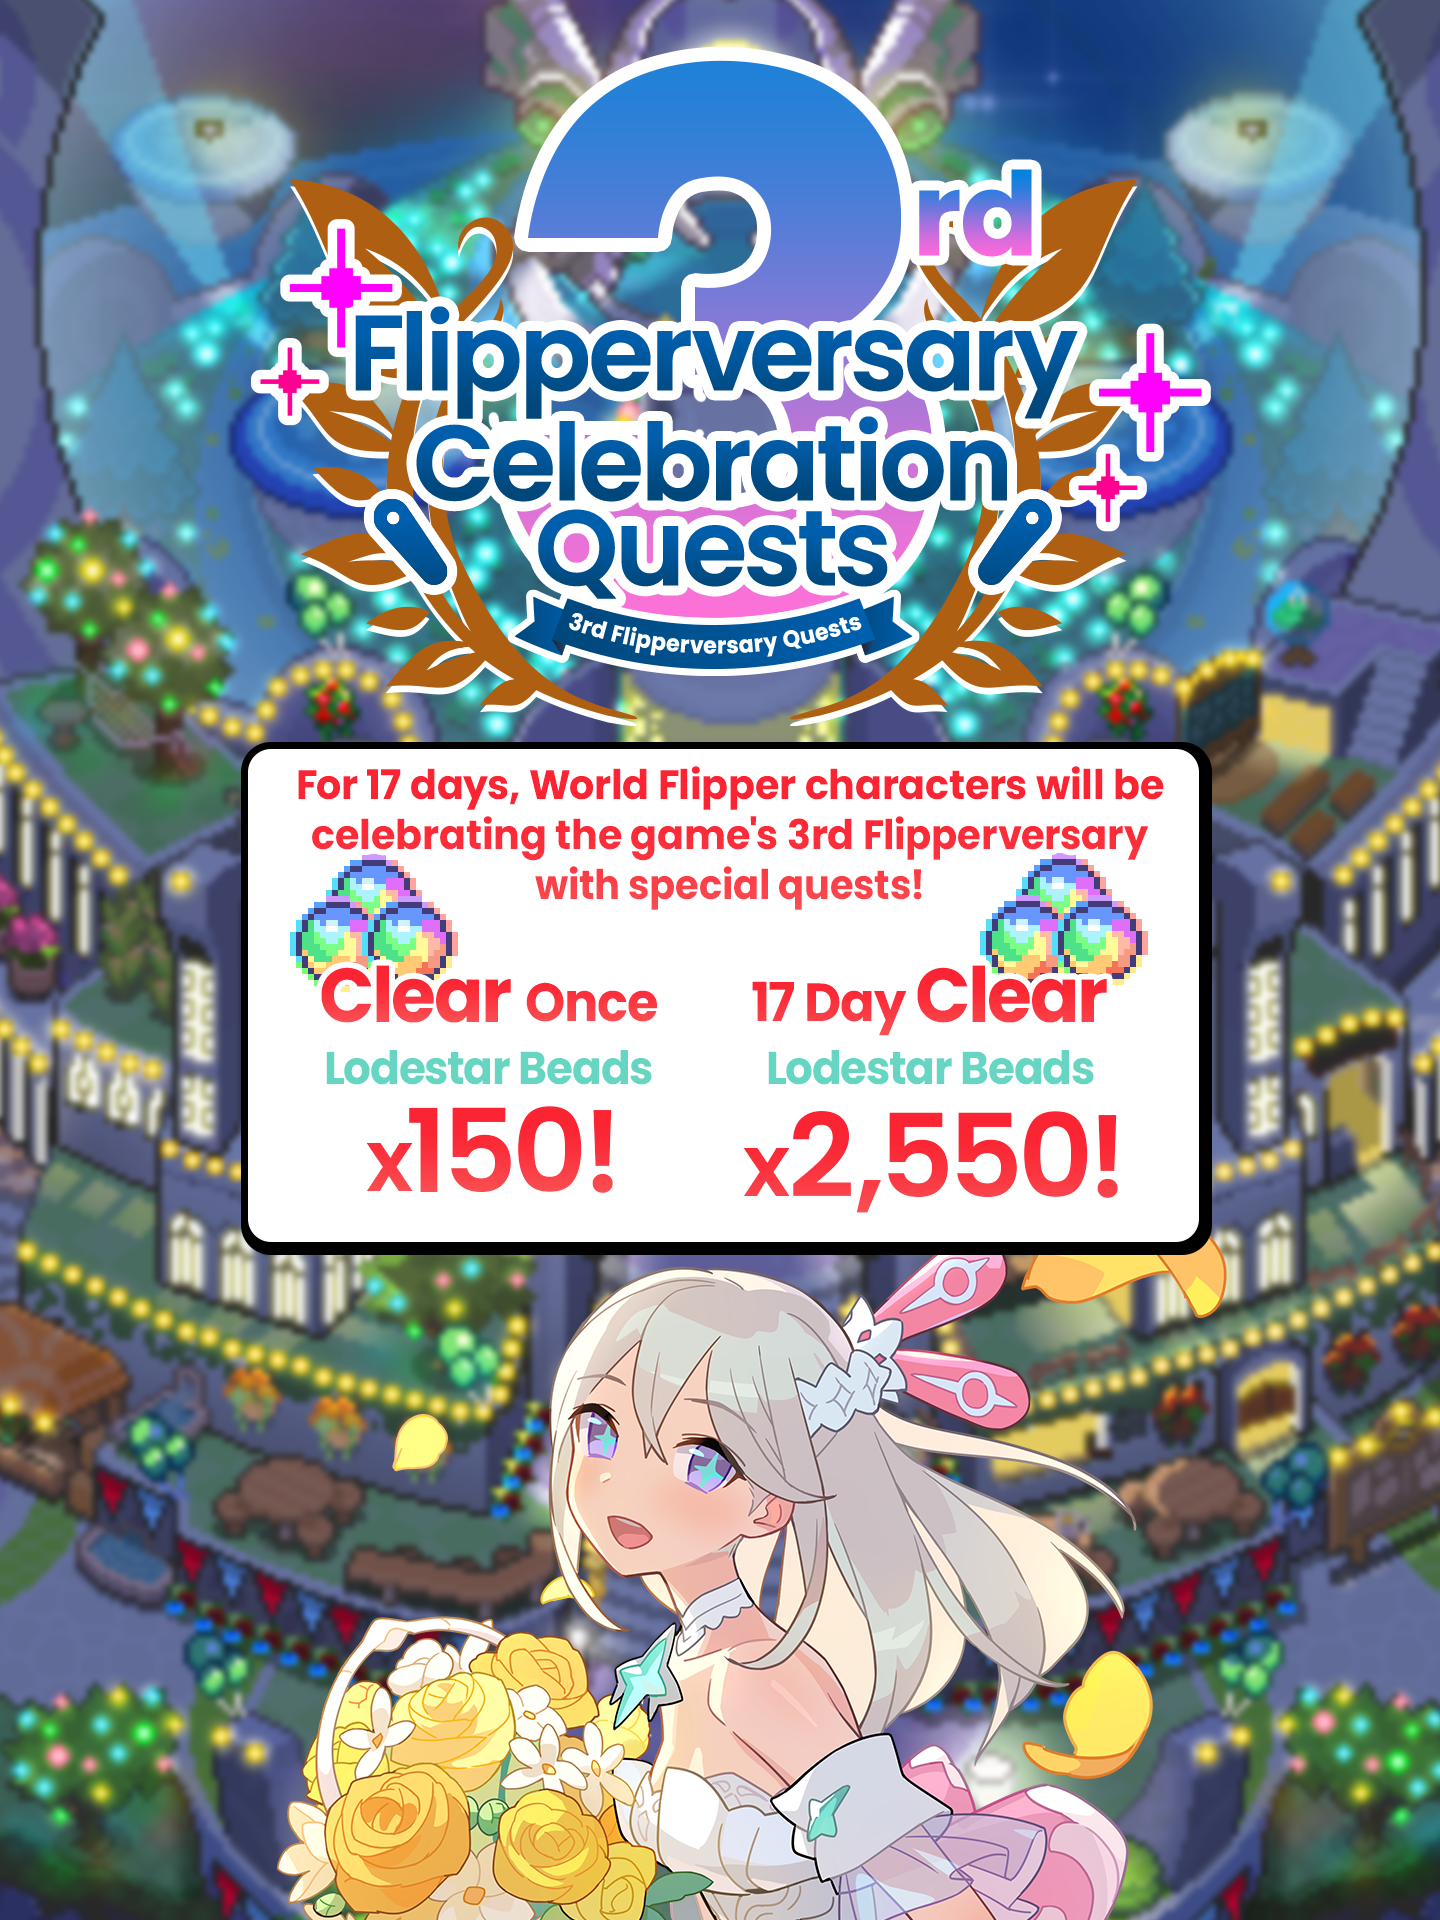 3rd
Flipperversary
Celebration
Quests
3rd Flipperversary Quests
For 17 days, World Flipper characters will be
celebrating the game's 3rd Flipperversary
with special quests!
Clear Once
Lodestar Beads
x150!
17 Day Clear
Lodestar Beads
x2,550!